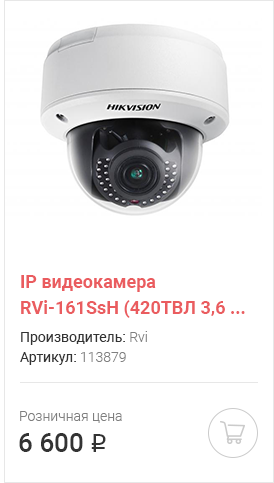 HIKVISION
IP видеокамера
RVi-161SsH (420ТВЛ 3,6 ...
Производитель: Rvi
Артикул: 113879
Розничная цена
6 600 ₽